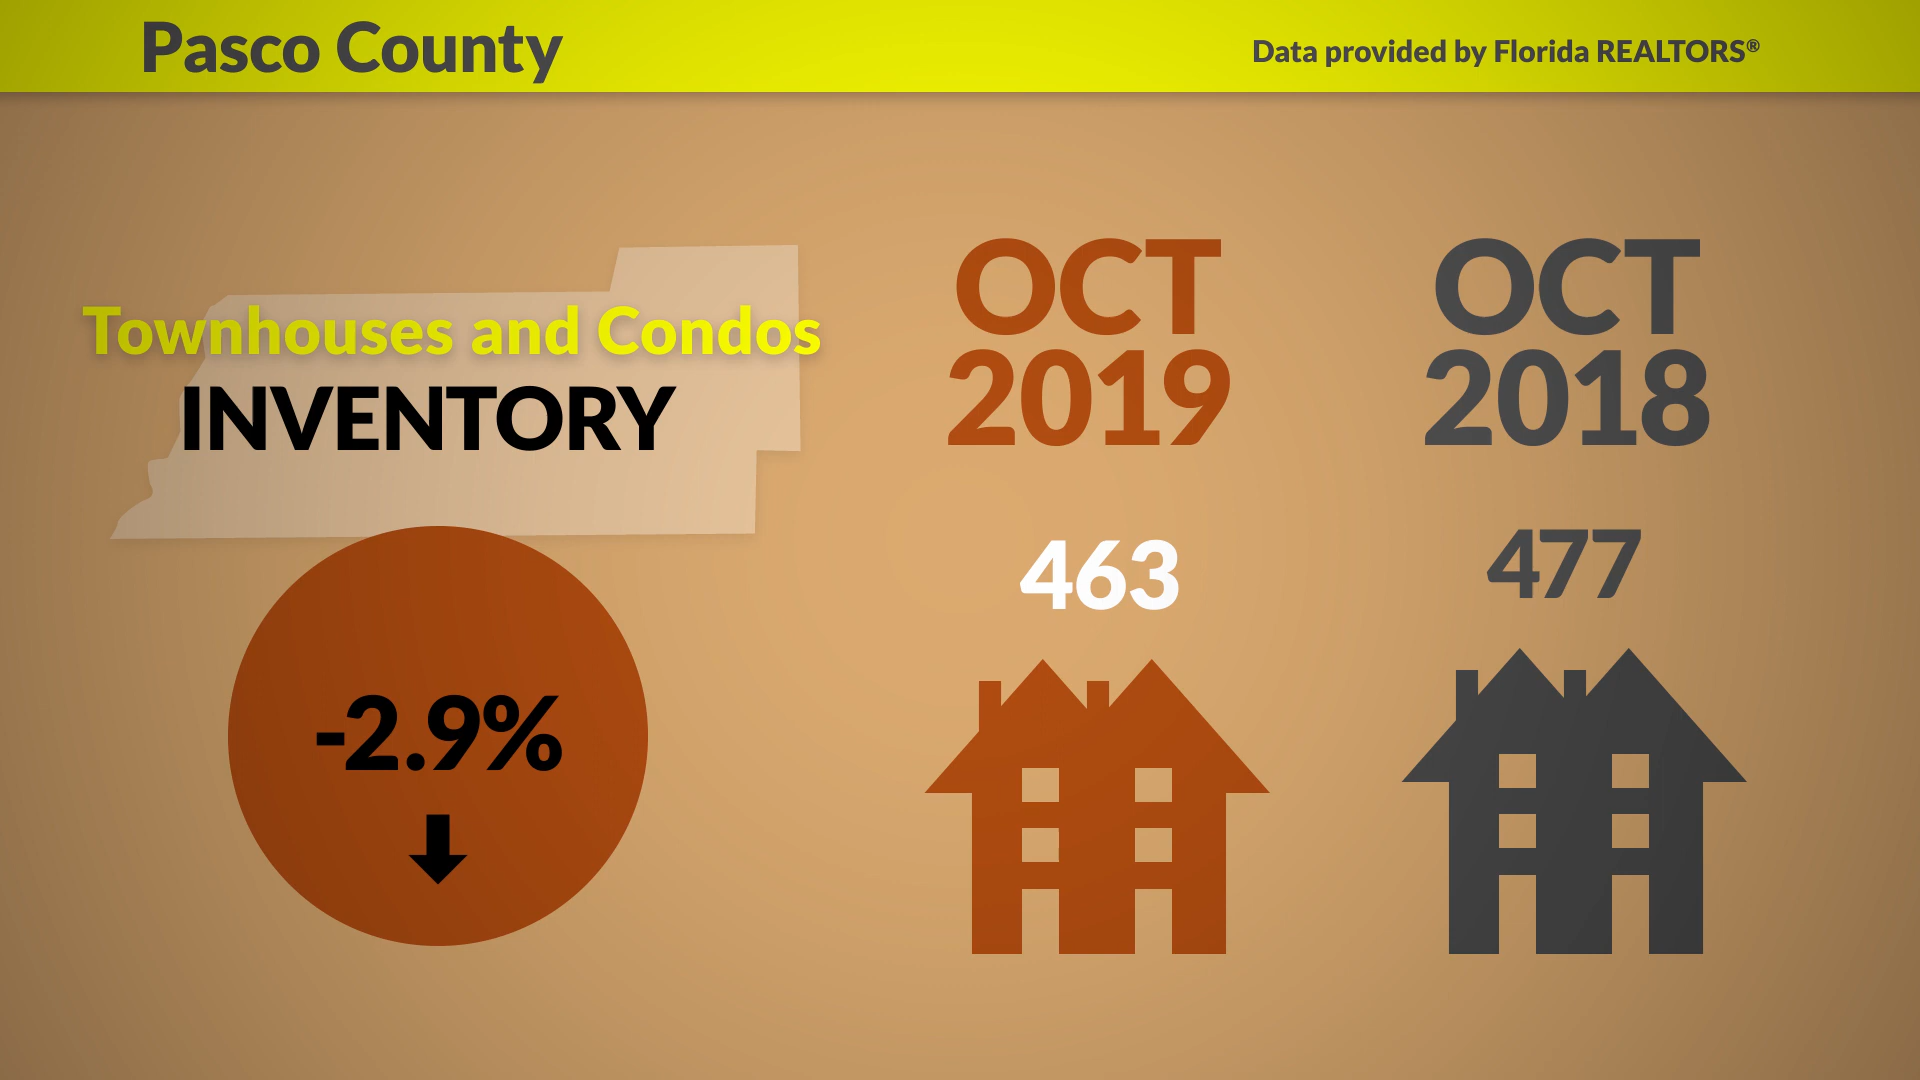 Pasco County
Data provided by Florida REALTORS®
Townhouses and Condos
INVENTORY
-2.9%
OCT
2019
463
OCT
2018
477